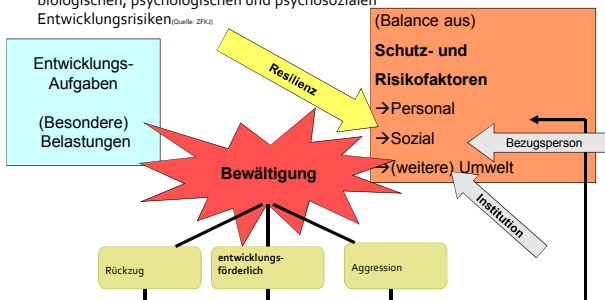 biologischen, psychologischen und psychosozialen
Entwicklungsrisiken(Quelle: ZFKJ)
Entwicklungs-
Aufgaben
(Besondere)
Belastungen
Resilienz
(Balance aus)
Schutz- und
Risikofaktoren
→Personal
→Sozial
→(weitere) Umwelt
Bezugsperson
Institution
Bewältigung
Rückzug
entwicklungs-
förderlich
Aggression